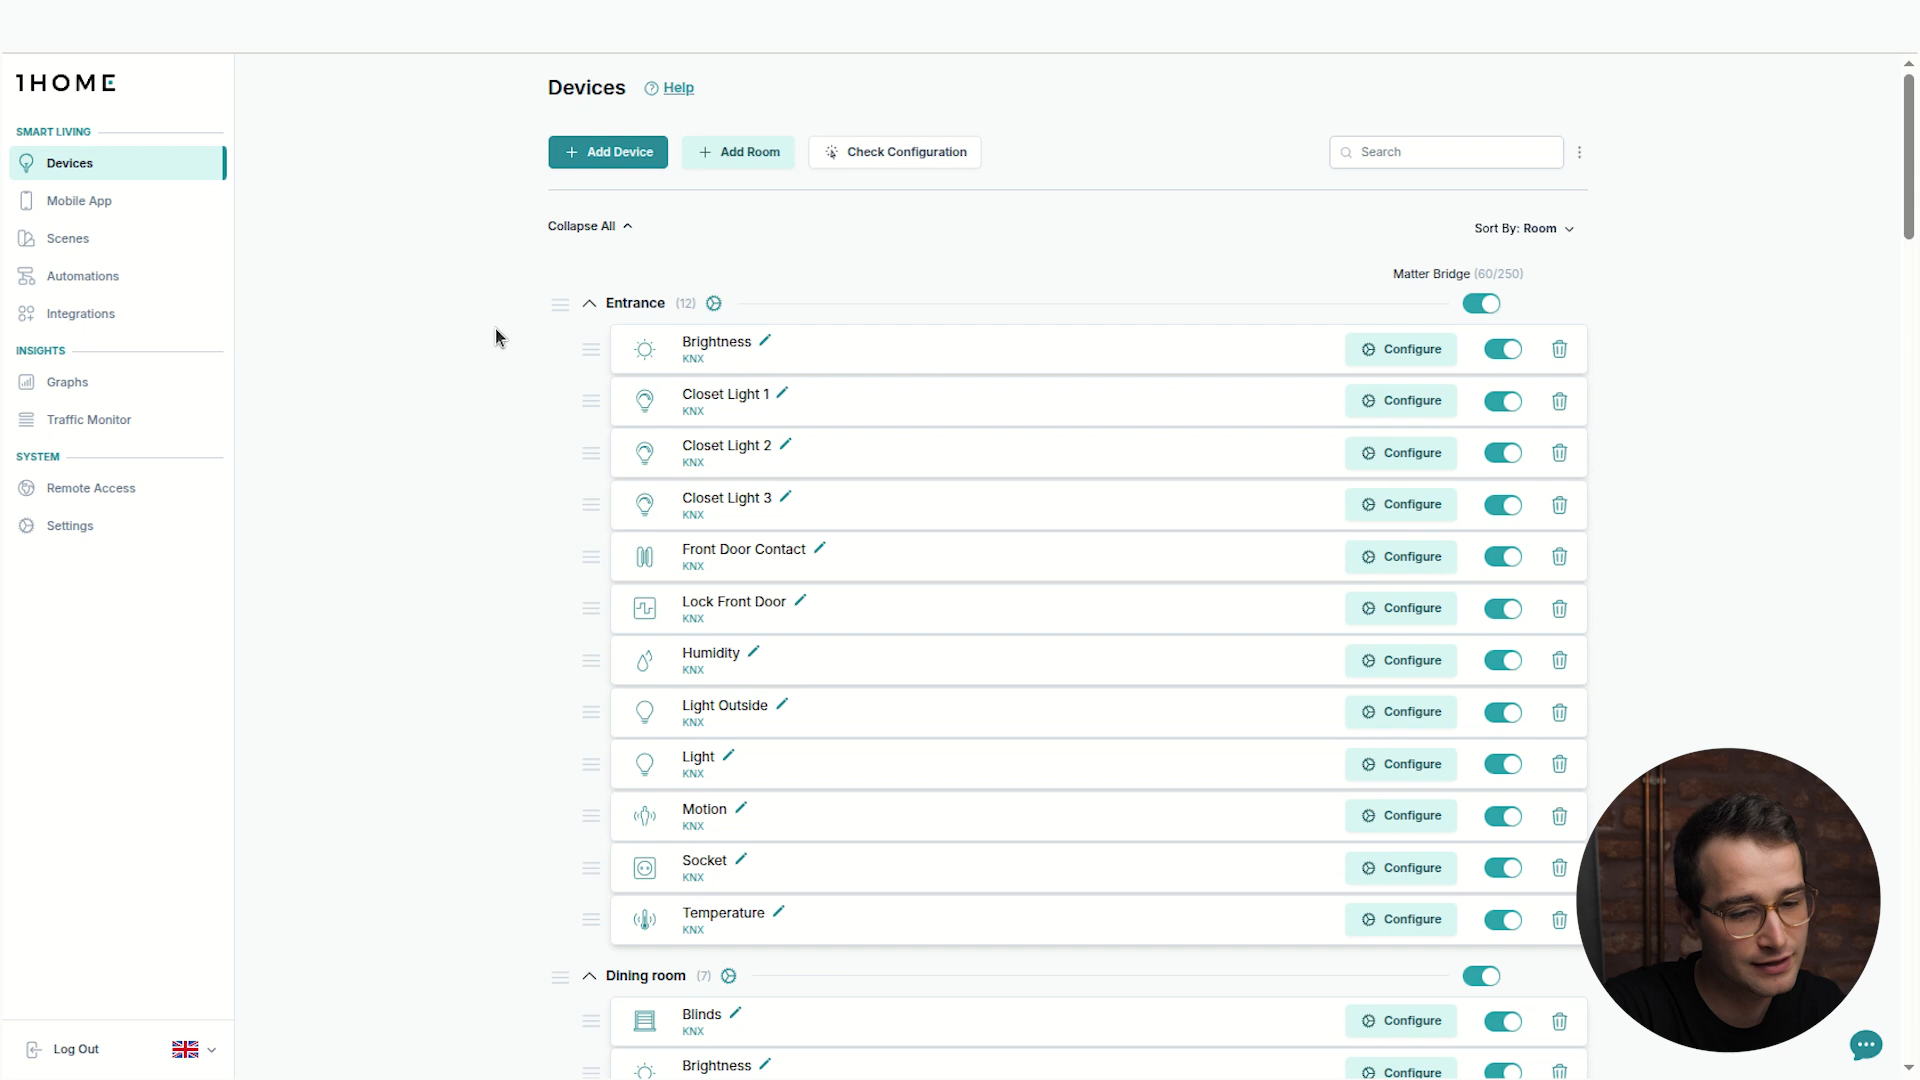 1HOME
SMART LIVING
Devices
Mobile App
Scenes
Automations
Integrations
INSIGHTS
Graphs
Traffic Monitor
SYSTEM
Remote Access
Settings
Log Out
Devices
Help
Add Device
Add Room
Check Configuration
Search
Collapse All
Sort By: Room
Matter Bridge (60/250)
Entrance (12)
Brightness
KNX
Configure
Closet Light 1
KNX
Configure
Closet Light 2
KNX
Configure
Closet Light 3
KNX
Configure
Front Door Contact
KNX
Configure
Lock Front Door
KNX
Configure
Humidity
KNX
Configure
Light Outside
KNX
Configure
Light
KNX
Configure
Motion
KNX
Configure
Socket
KNX
Configure
Temperature
KNX
Configure
Dining room (7)
Blinds
KNX
Configure
Brightness
Configure